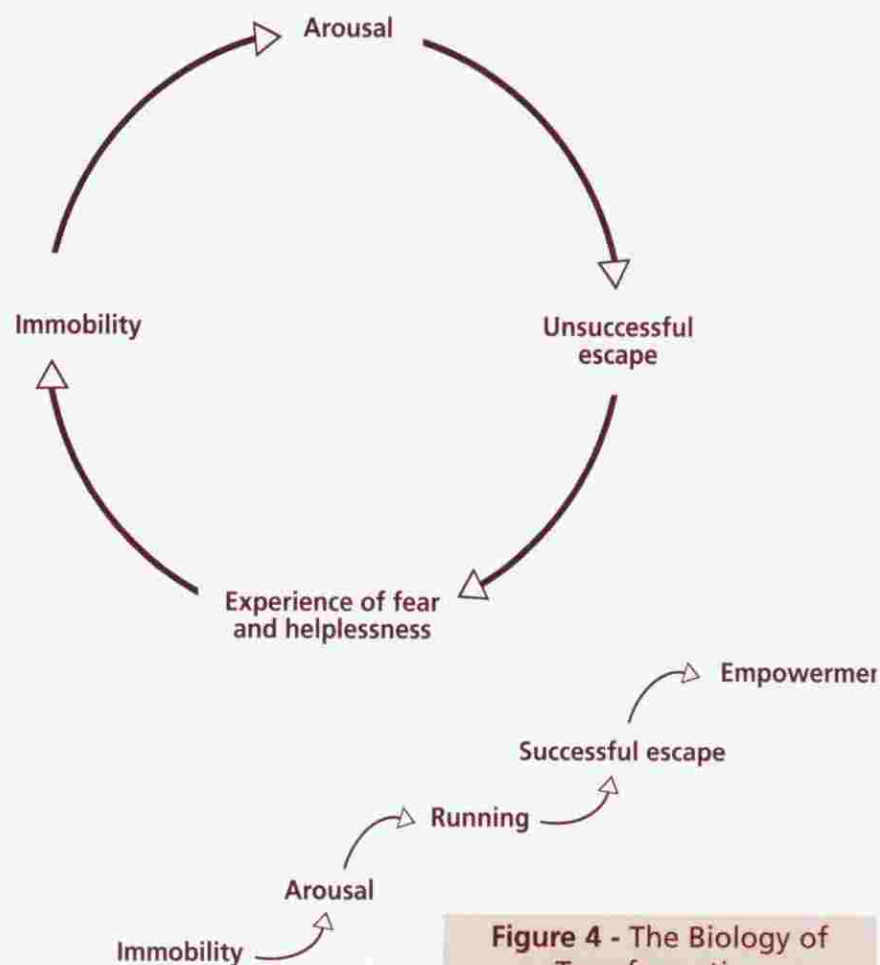 Arousal
Immobility
Unsuccessful
escape
Experience of fear
and helplessness
Empowermen
Successful escape
Running
Arousal
Immobility
Figure 4 - The Biology of